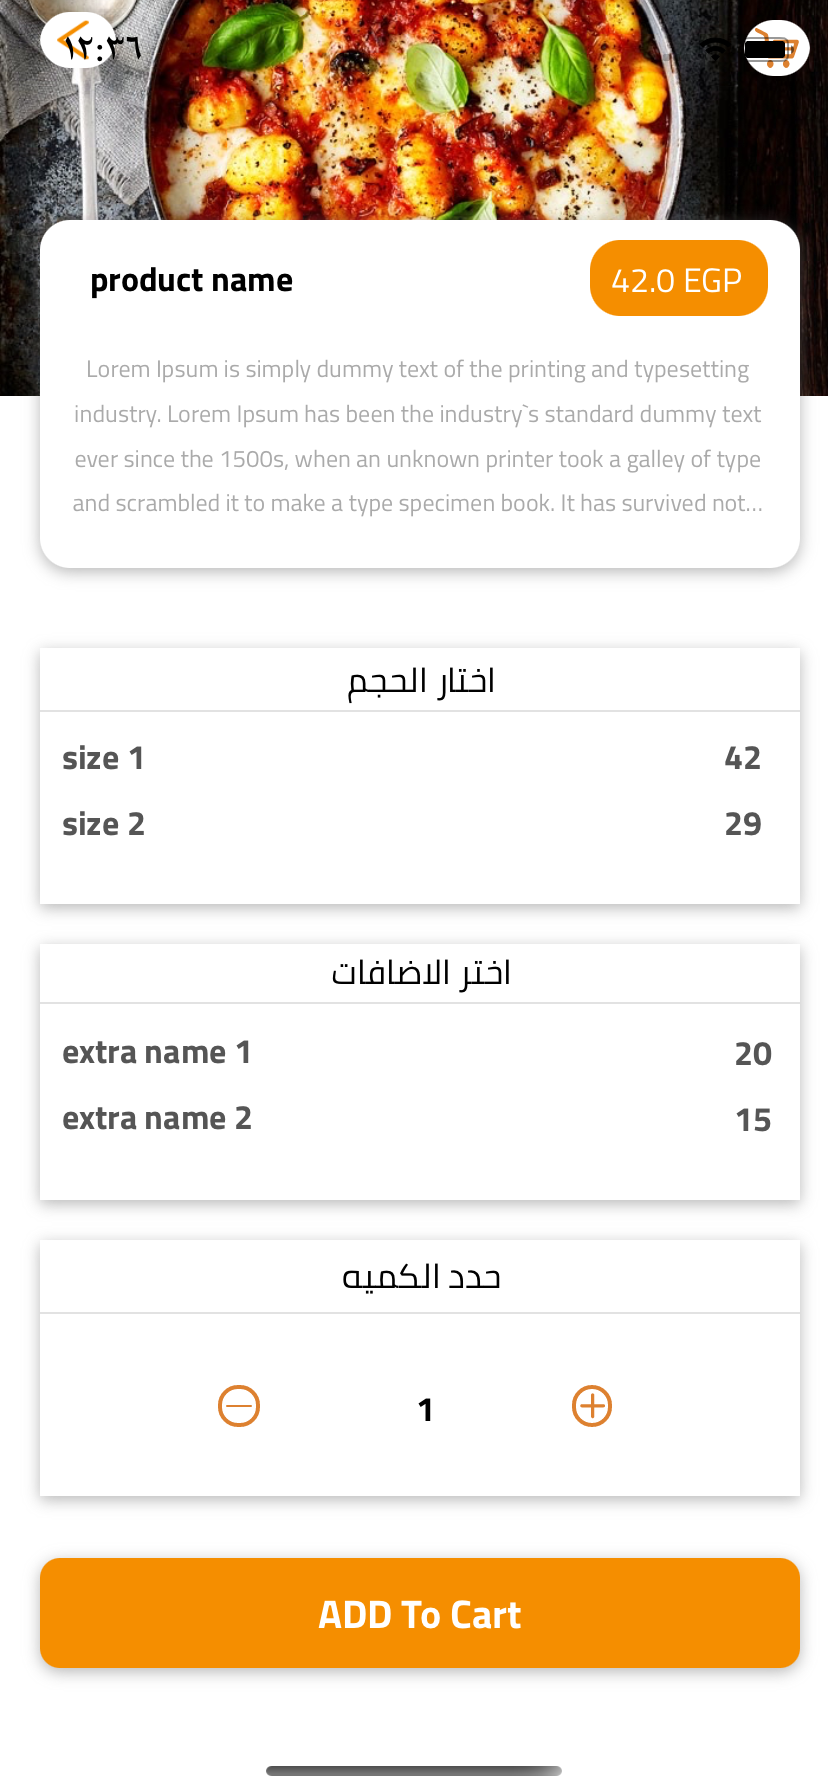 ١٢:٣٦
product name
42.0 EGP
Lorem Ipsum is simply dummy text of the printing and typesetting
industry. Lorem Ipsum has been the industry`s standard dummy text
ever since the 1500s, when an unknown printer took a galley of type
and scrambled it to make a type specimen book. It has survived not...
اختار الحجم
size 1 42
size 2 29
اختر الاضافات
extra name 1 20
extra name 2 15
حدد الكميه
1
ADD To Cart